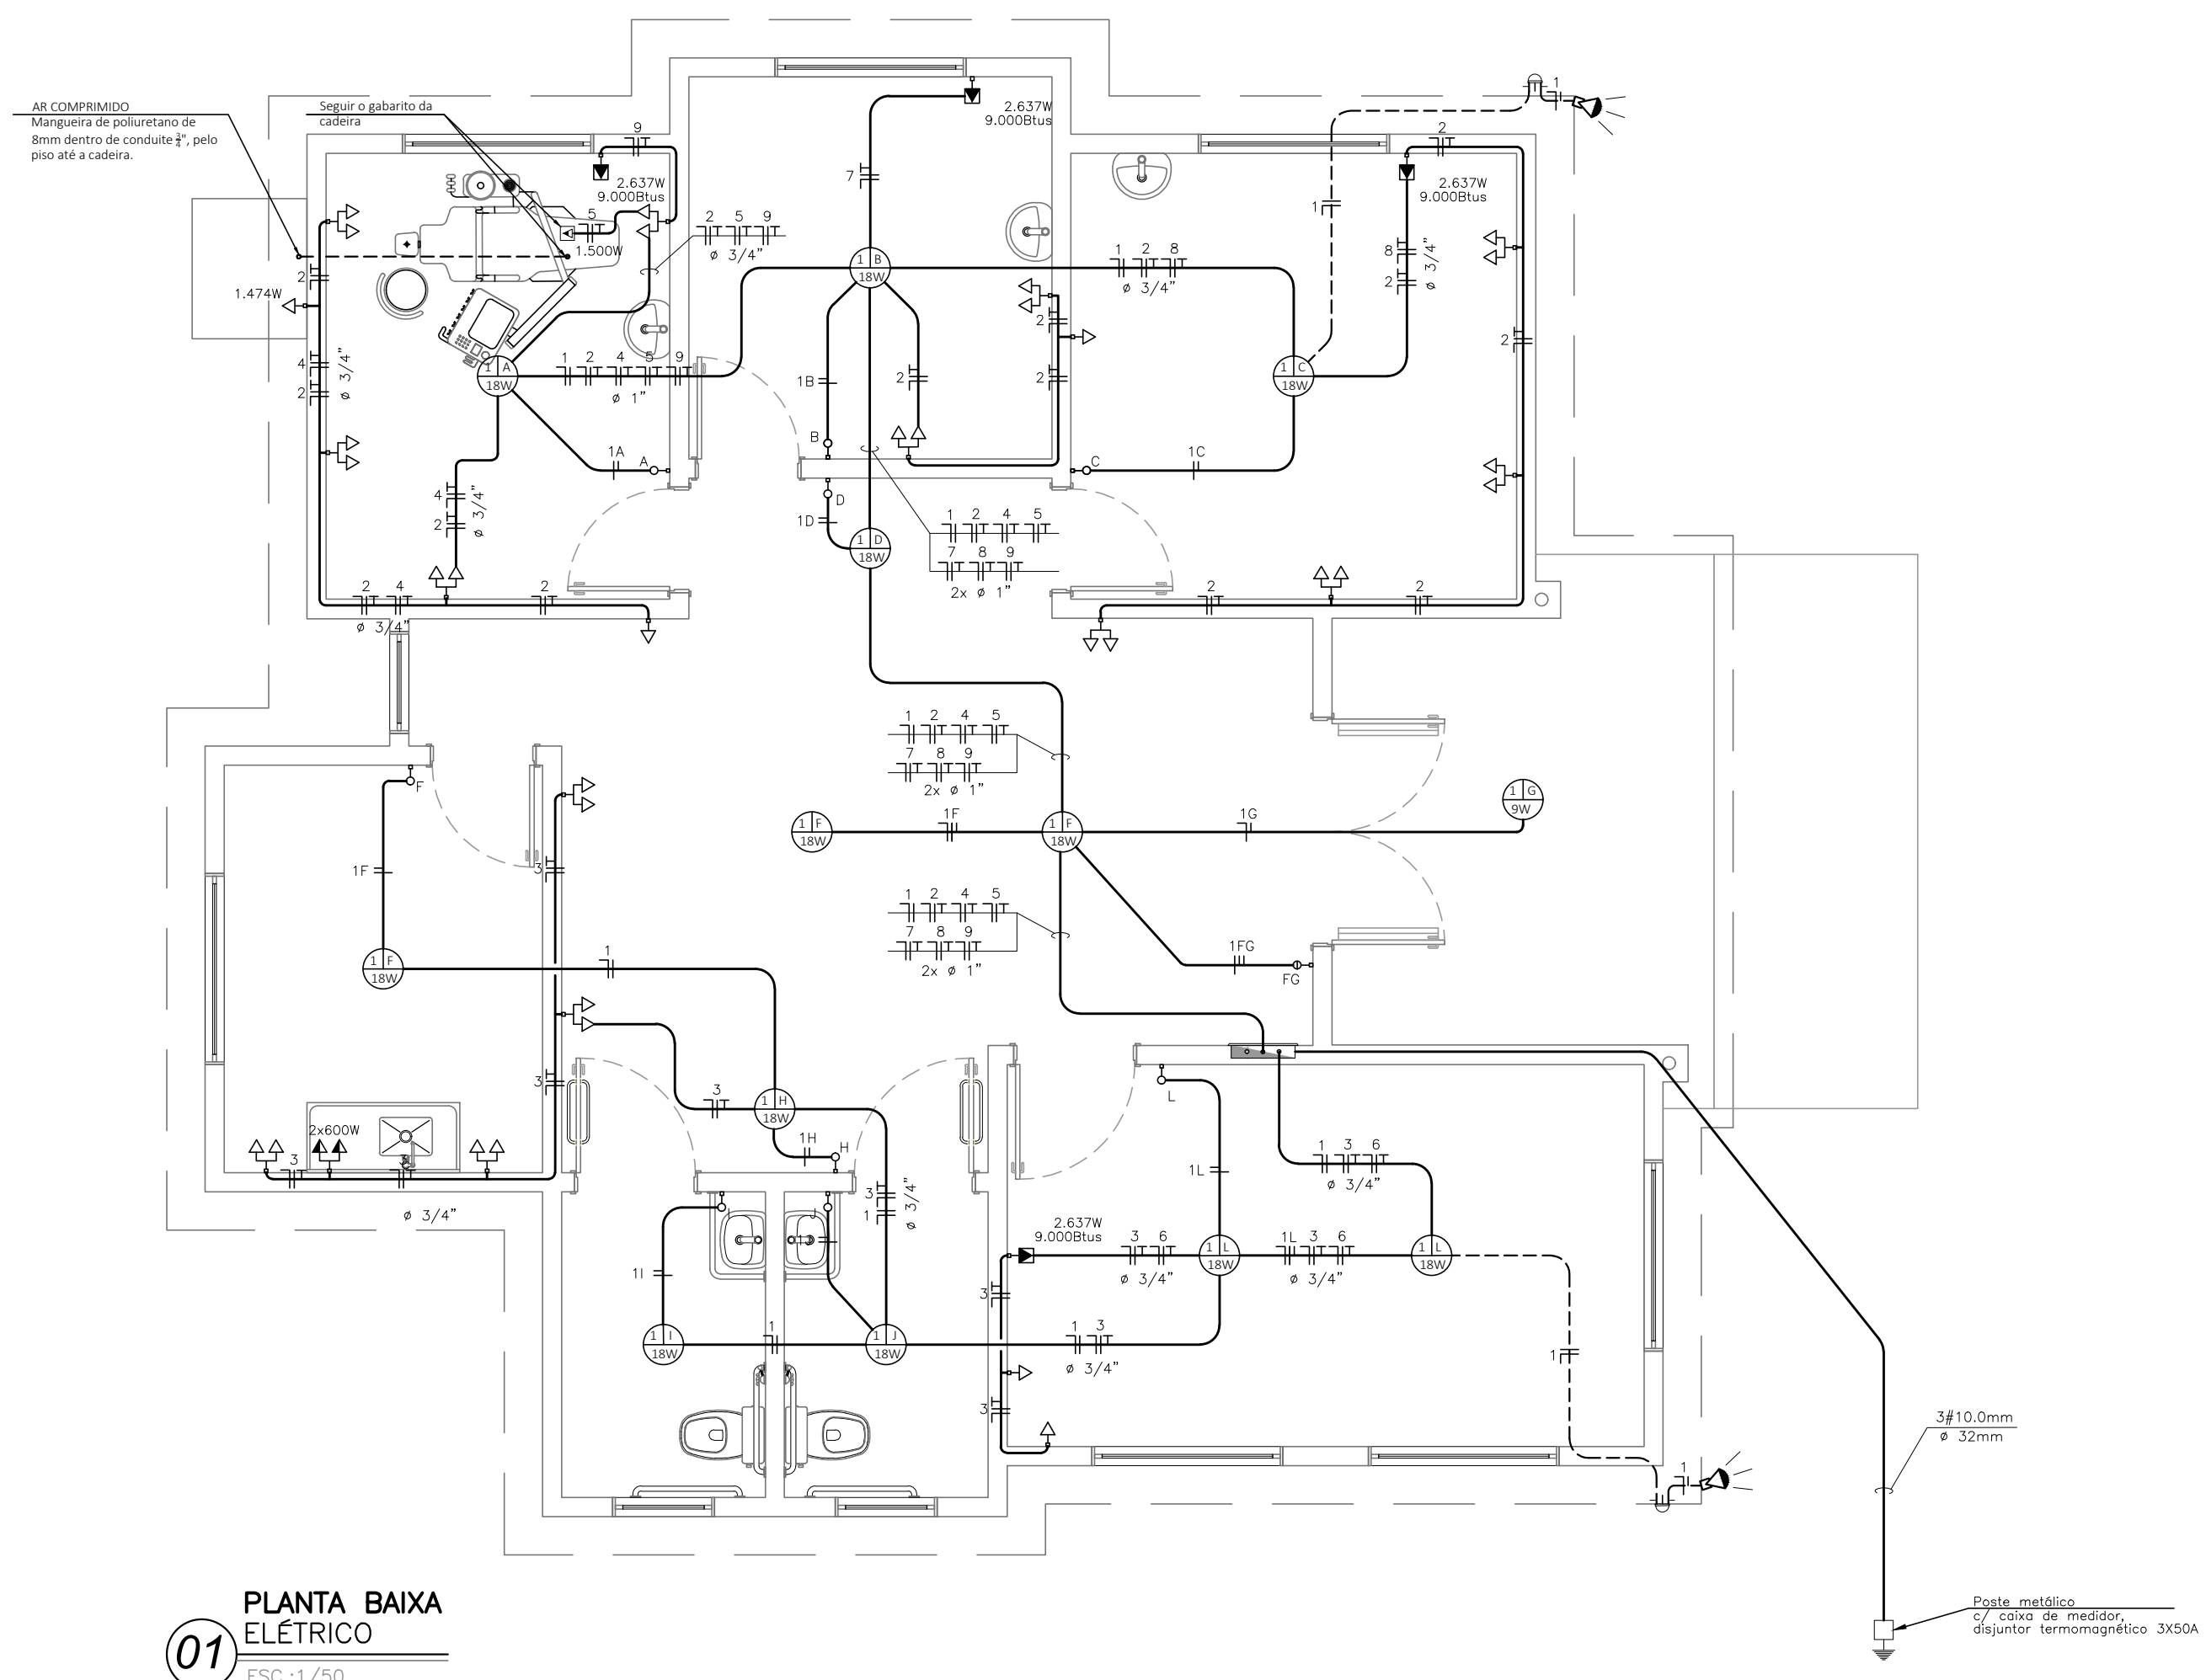 AR COMPRIMIDO
Mangueira de poliuretano de
8mm dentro de conduite ¾", pelo
piso até a cadeira.
Seguir o gabarito da
cadeira
9
2.637W
9.000Btus
5
1.500W
2 5 9
ø 3/4"
2
1.474W
4
2
ø 3/4"
1 A
18W
1 2 4 5 9
ø 1"
1A
A
4
2
ø 3/4"
2 4
ø 3/4"
2
2.637W
9.000Btus
7
1 B
18W
1B
B
2
2
2
1 2 8
ø 3/4"
D
1D
1 D
18W
1 2 4 5
7 8 9
2x ø 1"
1
1
2
2.637W
9.000Btus
8
2
ø 3/4"
2
1 C
18W
1C
C
2
2
1 2 4 5
7 8 9
2x ø 1"
1 F
18W
1F
1 F
18W
1G
1 G
9W
1 2 4 5
7 8 9
2x ø 1"
1FG
FG
F
1F
3
1 F
18W
1
3
3
1 H
18W
1H
H
2x600W
3
3
ø 3/4"
3
1
ø 3/4"
J
1J
1I
1 I
18W
1
1 J
18W
1 3
ø 3/4"
L
1L
1 3 6
ø 3/4"
2.637W
9.000Btus
3 6
ø 3/4"
1 L
18W
1L 3 6
ø 3/4"
1 L
18W
3
3
1
1
3#10.0mm
ø 32mm
Poste metálico
c/ caixa de medidor,
disjuntor termomagnético 3X50A
01
PLANTA BAIXA
ELÉTRICO
ESC.:1/50